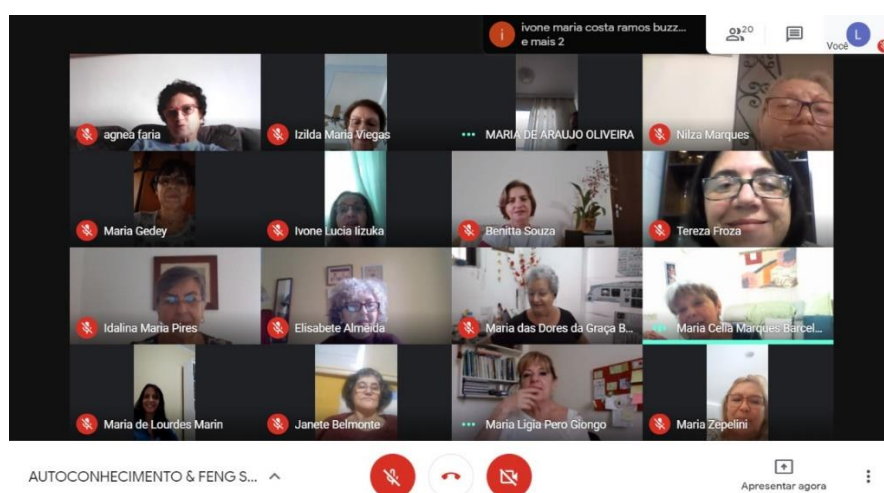 i
ivone maria costa ramos buzz...
e mais 2
20
Você
L
agnea faria
Izilda Maria Viegas
MARIA DE ARAUJO OLIVEIRA
Nilza Marques
Maria Gedey
Ivone Lucia Iizuka
Benitta Souza
Tereza Froza
Idalina Maria Pires
Elisabete Almeida
Maria das Dores da Graça B...
Maria Celia Marques Barcel...
Maria de Lourdes Marin
Janete Belmonte
Maria Ligia Pero Giongo
Maria Zepelini
AUTOCONHECIMENTO & FENG S...
Apresentar agora